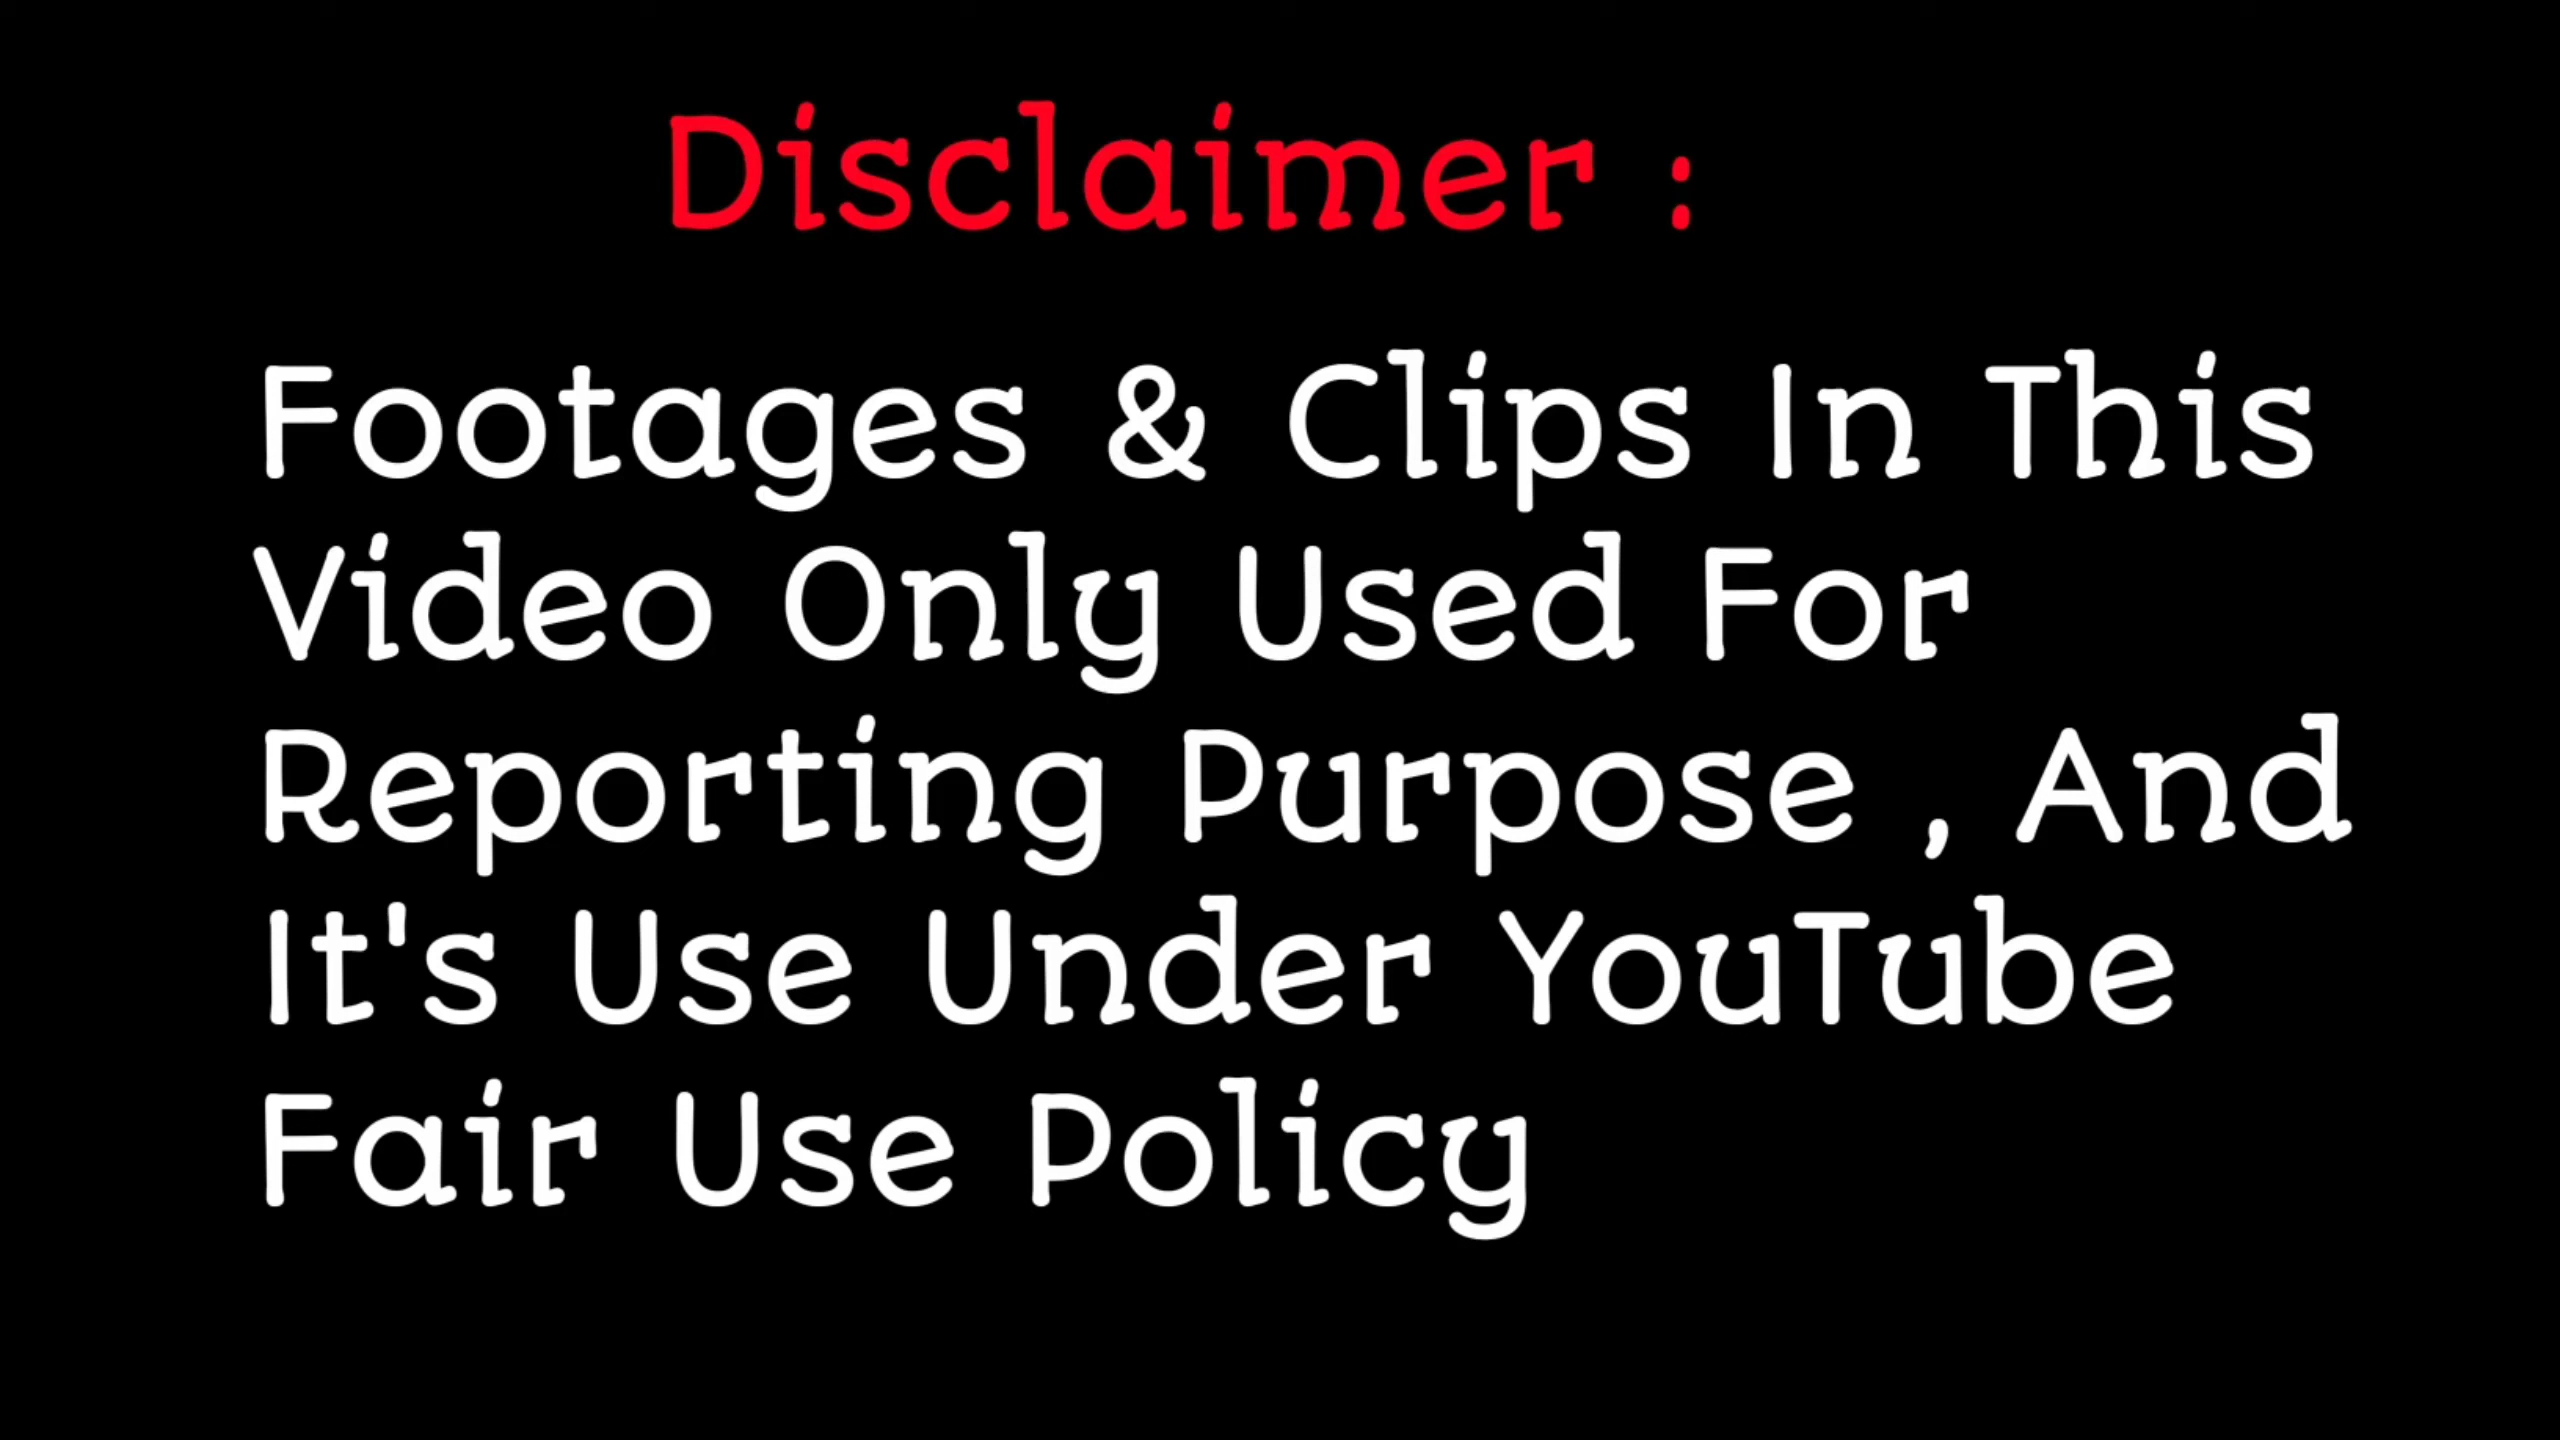 Disclaimer :
Footages & Clips In This
Video Only Used For
Reporting Purpose , And
It's Use Under YouTube
Fair Use Policy